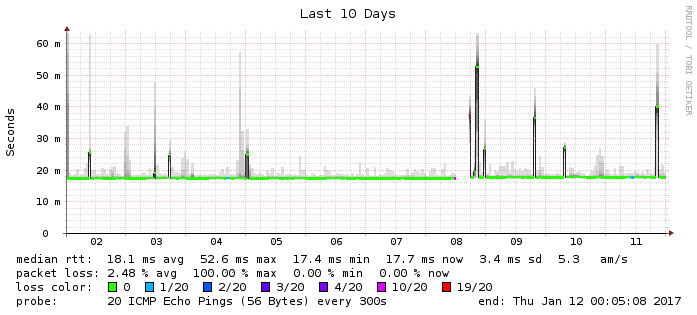 Last 10 Days
RRDTOOL / TOBI OETIKER
Seconds
60 m
50 m
40 m
30 m
20 m
10 m
0
02 03 04 05 06 07 08 09 10 11
median rtt: 18.1 ms avg 52.6 ms max 17.4 ms min 17.7 ms now 3.4 ms sd 5.3 am/s
packet loss: 2.48 % avg 100.00 % max 0.00 % min 0.00 % now
loss color: 0 1/20 2/20 3/20 4/20 10/20 19/20
probe: 20 ICMP Echo Pings (56 Bytes) every 300s end: Thu Jan 12 00:05:08 2017